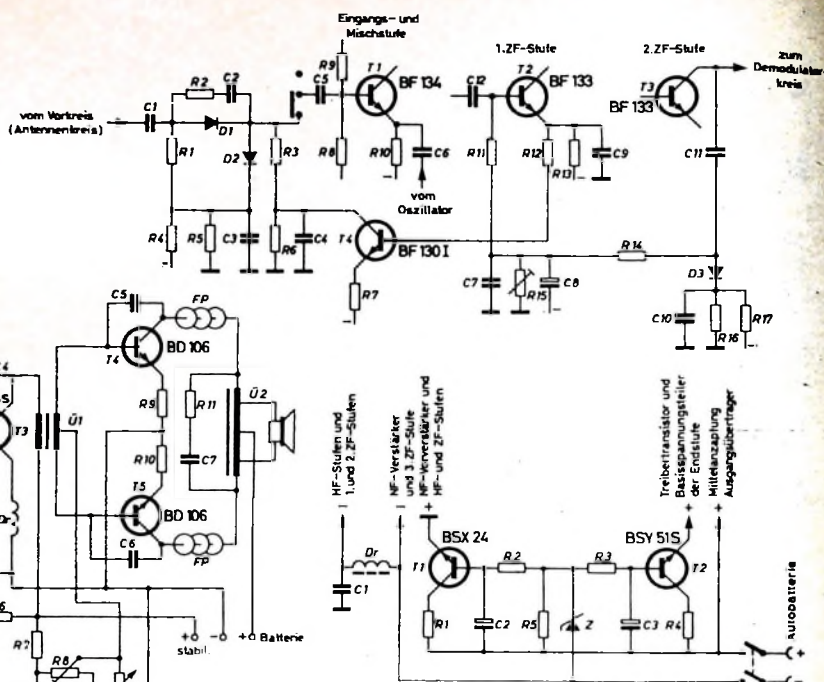 Eingangs- und
Mischstufe
1.ZF-Stufe
2.ZF-Stufe
zum
Demodulator-
kreis
vom Vorkreis
(Antennenkreis)
C1
R2
C2
D1
D2
R1
R3
R4
R5
C3
R6
C4
R9
C5
T1
BF 134
R8
R10
C6
vom
Oszillator
T4
BF 130 I
R7
C12
T2
BF 133
R11
R12
R13
C9
T3
BF 133
C11
R14
C7
R15
C8
D3
C10
R16
R17
C5
FP
T4
BD 106
R9
R10
R11
C7
Ü1
Ü2
T3
T5
BD 106
C6
FP
Dr
R7
R8
+
stabil.
-
+ Batterie
HF-Stufen und
1.und 2.ZF-Stufen
-
NF-Verstärker
und 3.ZF-Stufe
-
NF-Vorverstärker und
HF- und ZF-Stufen
+
Treibertransistor und
Basisspannungsteiler
der Endstufe
+
Mittelanzapfung
Ausgangsübertrager
+
Dr
C1
BSX 24
T1
R1
R2
C2
R5
Z
R3
C3
R4
BSY 51S
T2
Autobatterie
+
-